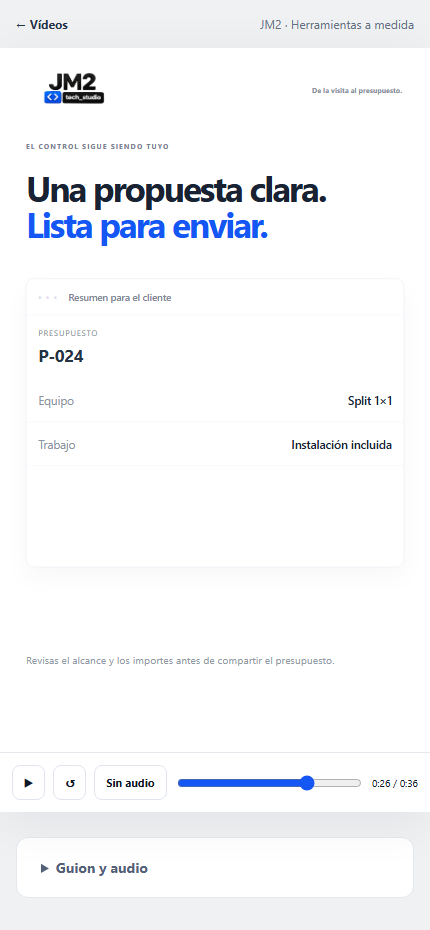 ← Vídeos
JM2 · Herramientas a medida
JM2
<> tech_studio
De la visita al presupuesto.
EL CONTROL SIGUE SIENDO TUYO
Una propuesta clara.
Lista para enviar.
Resumen para el cliente
PRESUPUESTO
P-024
Equipo
Split 1×1
Trabajo
Instalación incluida
Revisas el alcance y los importes antes de compartir el presupuesto.
▶ ↺ Sin audio 0:26 / 0:36
▶ Guion y audio